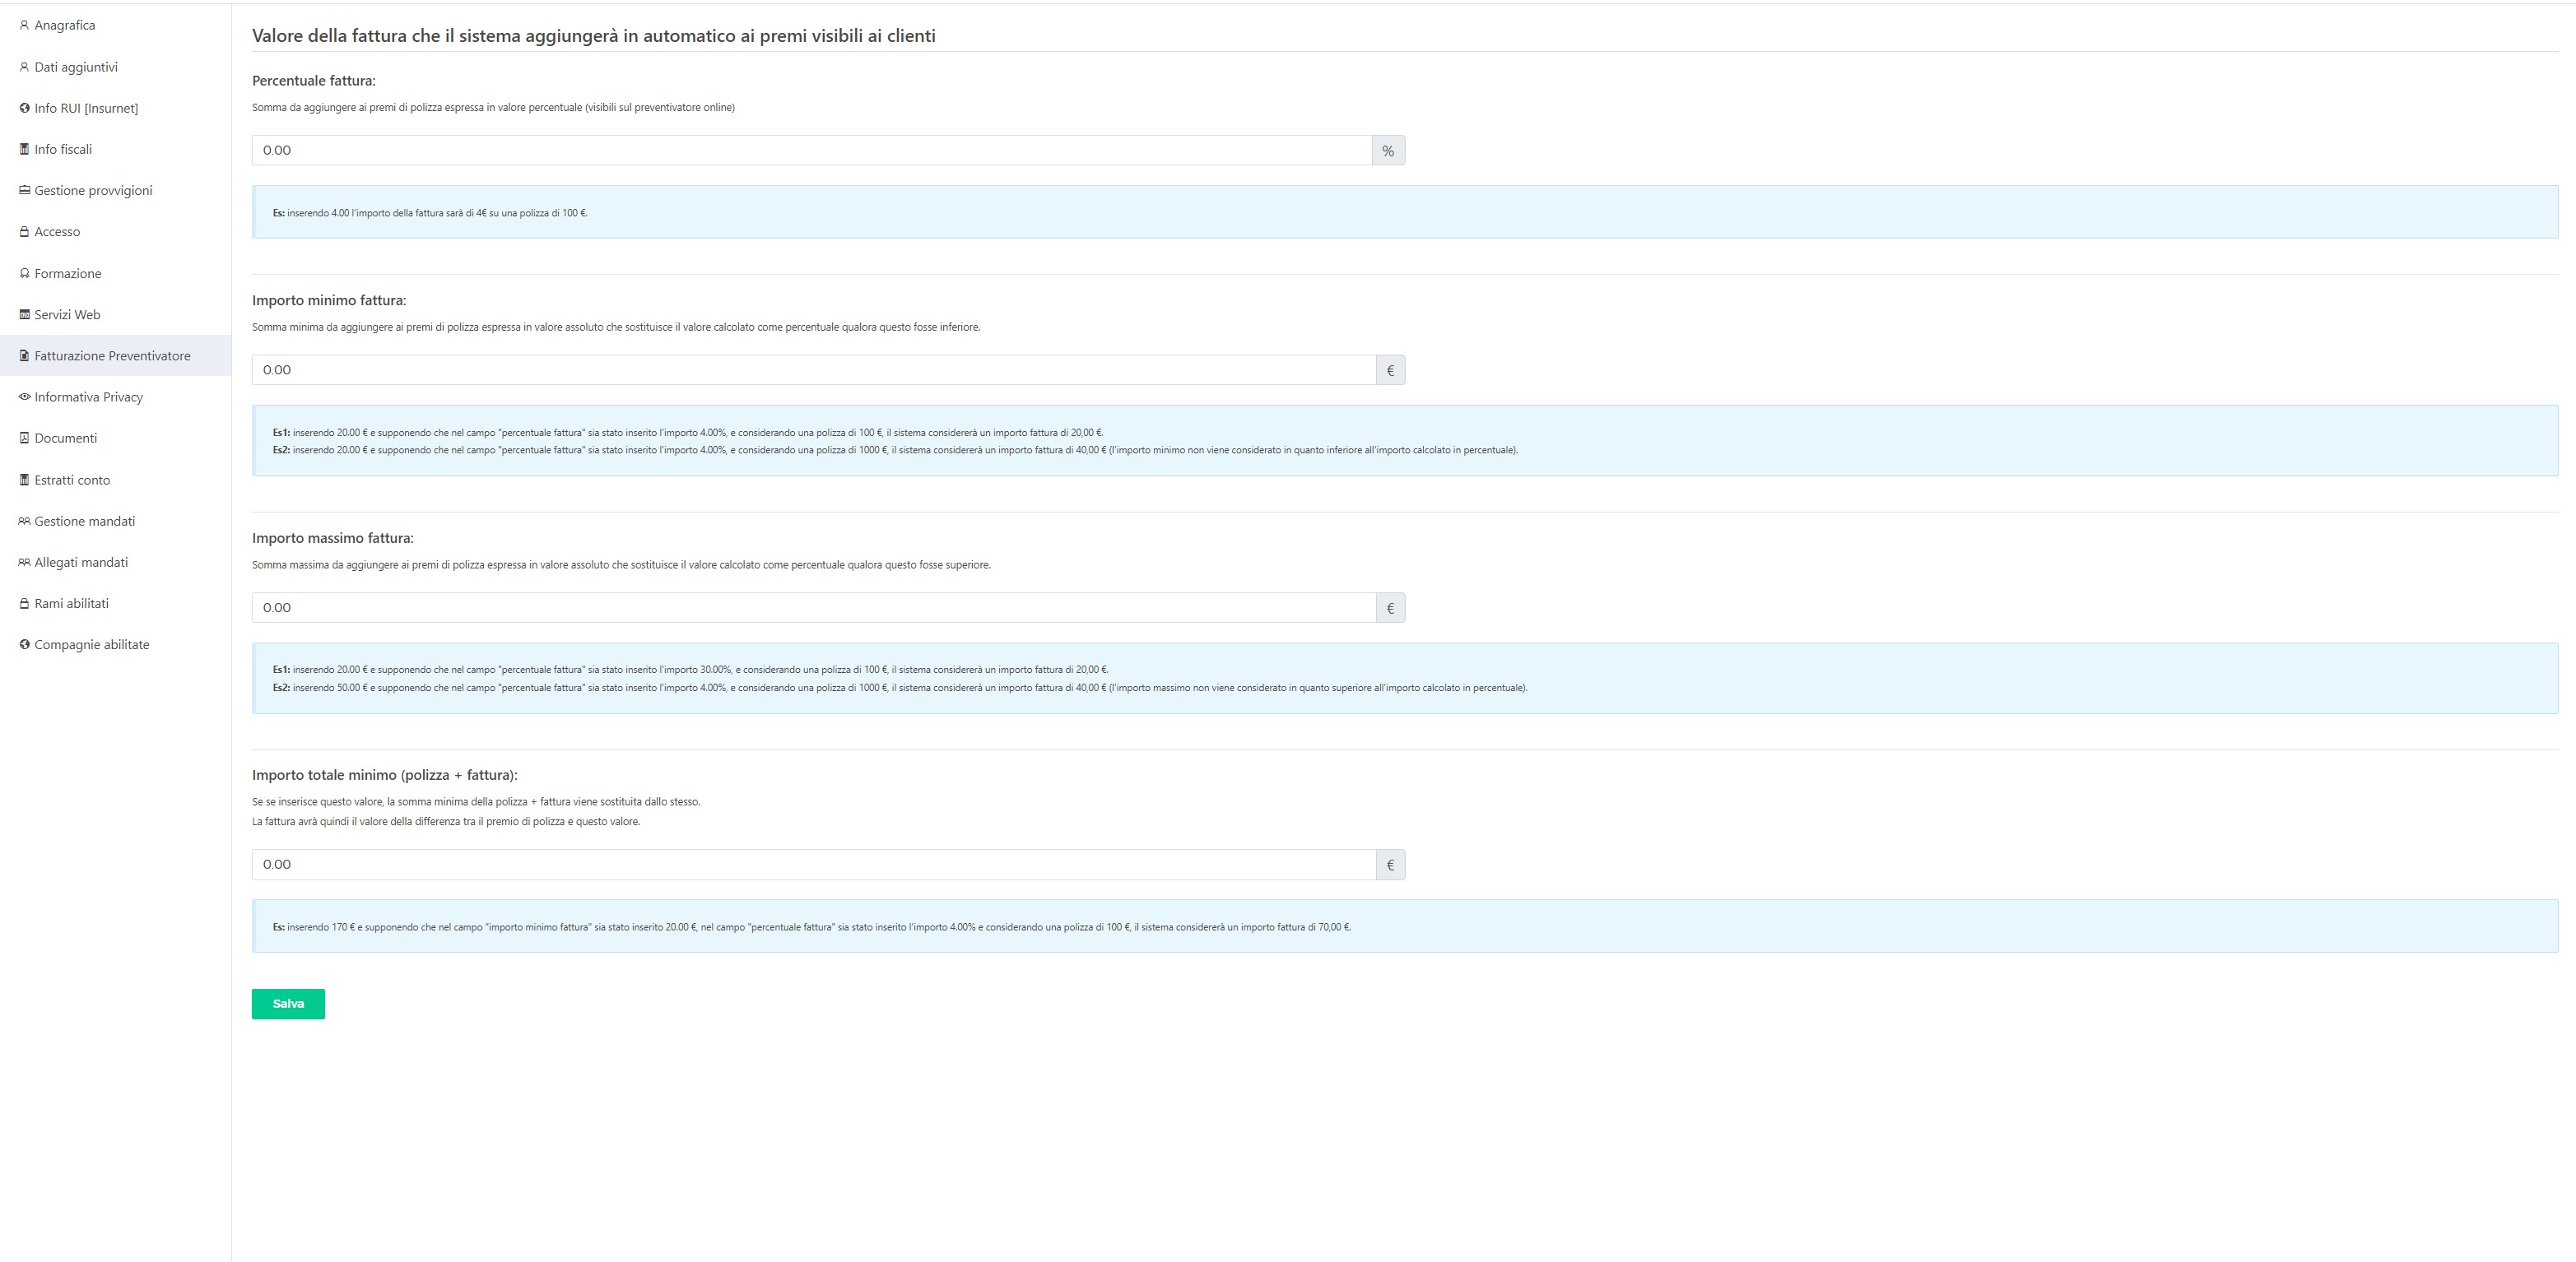 Anagrafica
Dati aggiuntivi
Info RUI [Insurnet]
Info fiscali
Gestione provvigioni
Accesso
Formazione
Servizi Web
Fatturazione Preventivatore
Informativa Privacy
Documenti
Estratti conto
Gestione mandati
Allegati mandati
Rami abilitati
Compagnie abilitate
Valore della fattura che il sistema aggiungerà in automatico ai premi visibili ai clienti
Percentuale fattura:
Somma da aggiungere ai premi di polizza espressa in valore percentuale (visibili sul preventivatore online)
0.00 %
Es: inserendo 4.00 l'importo della fattura sarà di 4€ su una polizza di 100 €.
Importo minimo fattura:
Somma minima da aggiungere ai premi di polizza espressa in valore assoluto che sostituisce il valore calcolato come percentuale qualora questo fosse inferiore.
0.00 €
Es1: inserendo 20.00 € e supponendo che nel campo "percentuale fattura" sia stato inserito l'importo 4.00%, e considerando una polizza di 100 €, il sistema considererà un importo fattura di 20,00 €.
Es2: inserendo 20.00 € e supponendo che nel campo "percentuale fattura" sia stato inserito l'importo 4.00%, e considerando una polizza di 1000 €, il sistema considererà un importo fattura di 40,00 € (l'importo minimo non viene considerato in quanto inferiore all'importo calcolato in percentuale).
Importo massimo fattura:
Somma massima da aggiungere ai premi di polizza espressa in valore assoluto che sostituisce il valore calcolato come percentuale qualora questo fosse superiore.
0.00 €
Es1: inserendo 20.00 € e supponendo che nel campo "percentuale fattura" sia stato inserito l'importo 30.00%, e considerando una polizza di 100 €, il sistema considererà un importo fattura di 20,00 €.
Es2: inserendo 50.00 € e supponendo che nel campo "percentuale fattura" sia stato inserito l'importo 4.00%, e considerando una polizza di 1000 €, il sistema considererà un importo fattura di 40,00 € (l'importo massimo non viene considerato in quanto superiore all'importo calcolato in percentuale).
Importo totale minimo (polizza + fattura):
Se se inserisce questo valore, la somma minima della polizza + fattura viene sostituita dallo stesso.
La fattura avrà quindi il valore della differenza tra il premio di polizza e questo valore.
0.00 €
Es: inserendo 170 € e supponendo che nel campo "importo minimo fattura" sia stato inserito 20.00 €, nel campo "percentuale fattura" sia stato inserito l'importo 4.00% e considerando una polizza di 100 €, il sistema considererà un importo fattura di 70,00 €.
Salva